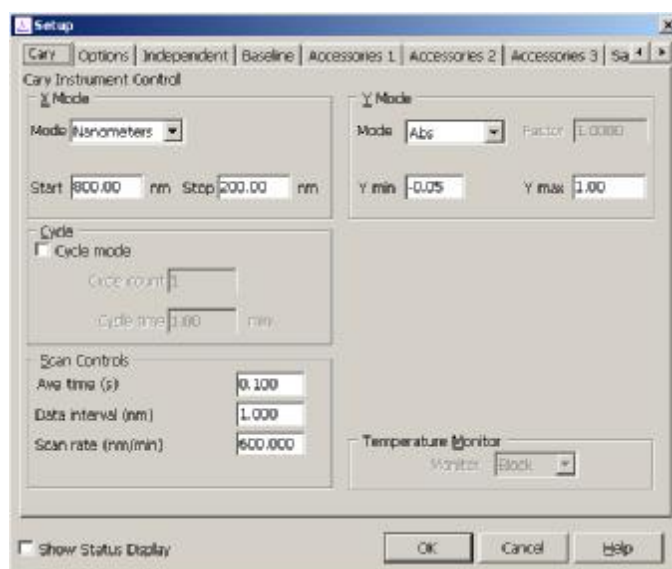 Setup
Cary Options Independent Baseline Accessories 1 Accessories 2 Accessories 3 Sa
Cary Instrument Control
X Mode
Mode Nanometers
Start 800.00 nm Stop 200.00 nm
Y Mode
Mode Abs Factor 1.0000
Y min -0.05 Y max 1.00
Cycle
Cycle mode
Cycle count 1
Cycle time 1.00 min
Scan Controls
Ave time (s) 0.100
Data interval (nm) 1.000
Scan rate (nm/min) 600.000
Temperature Monitor
Monitor Block
Show Status Display OK Cancel Help